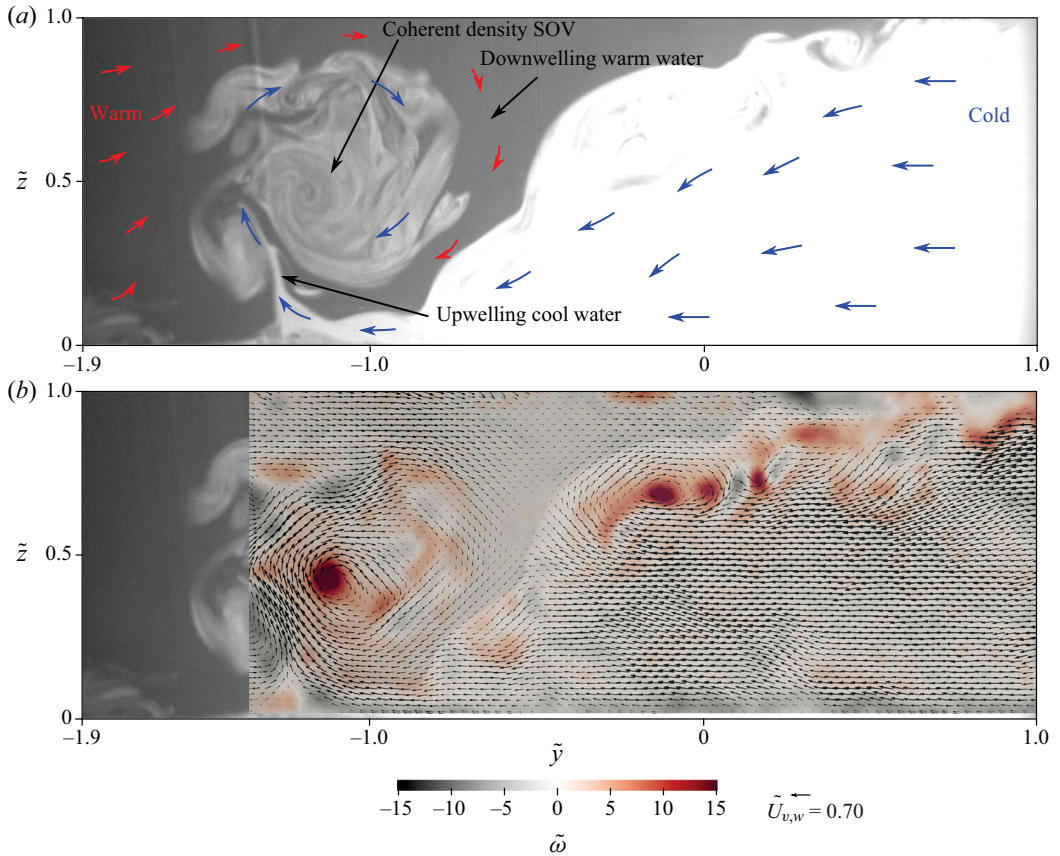 (a)
1.0
Coherent density SOV
Downwelling warm water
Warm
Cold
z̃
0.5
Upwelling cool water
0
–1.9
–1.0
0
1.0
(b)
1.0
z̃
0.5
0
–1.9
–1.0
ỹ
0
1.0
–15
–10
–5
0
5
10
15
Ũv,w = 0.70
ω̃